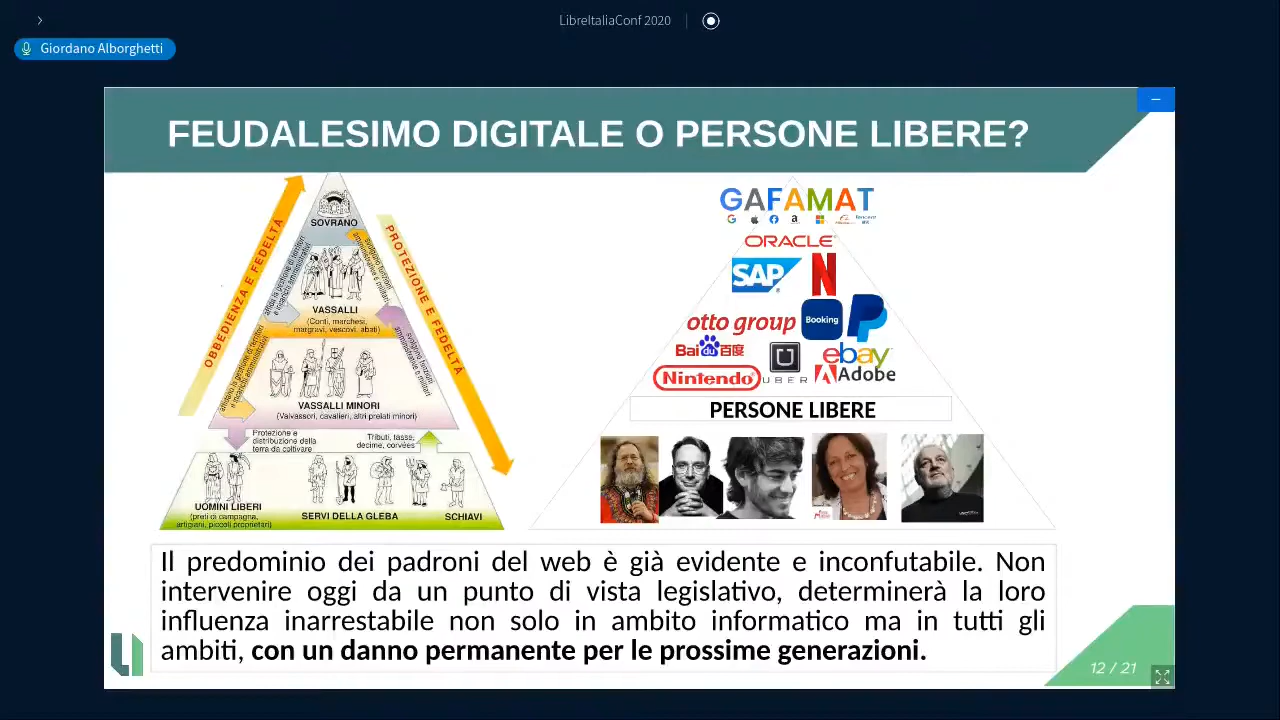 LibreItaliaConf 2020
Giordano Alborghetti
FEUDALESIMO DIGITALE O PERSONE LIBERE?
OBBEDIENZA E FEDELTÀ
PROTEZIONE E FEDELTÀ
SOVRANO
VASSALLI
(Conti, marchesi,
margravi, vescovi, abati)
VASSALLI MINORI
(Valvassori, cavalieri, altri prelati minori)
Protezione e
distribuzione della
terra da coltivare
Tributi, tasse,
decime, corvées
UOMINI LIBERI
(preti di campagna,
artigiani, piccoli proprietari)
SERVI DELLA GLEBA
SCHIAVI
GAFAMAT
ORACLE
SAP
N
otto group
Booking
Bai du 百度
UBER
ebay
Nintendo
Adobe
PERSONE LIBERE
Il predominio dei padroni del web è già evidente e inconfutabile. Non
intervenire oggi da un punto di vista legislativo, determinerà la loro
influenza inarrestabile non solo in ambito informatico ma in tutti gli
ambiti, con un danno permanente per le prossime generazioni.
12 / 21